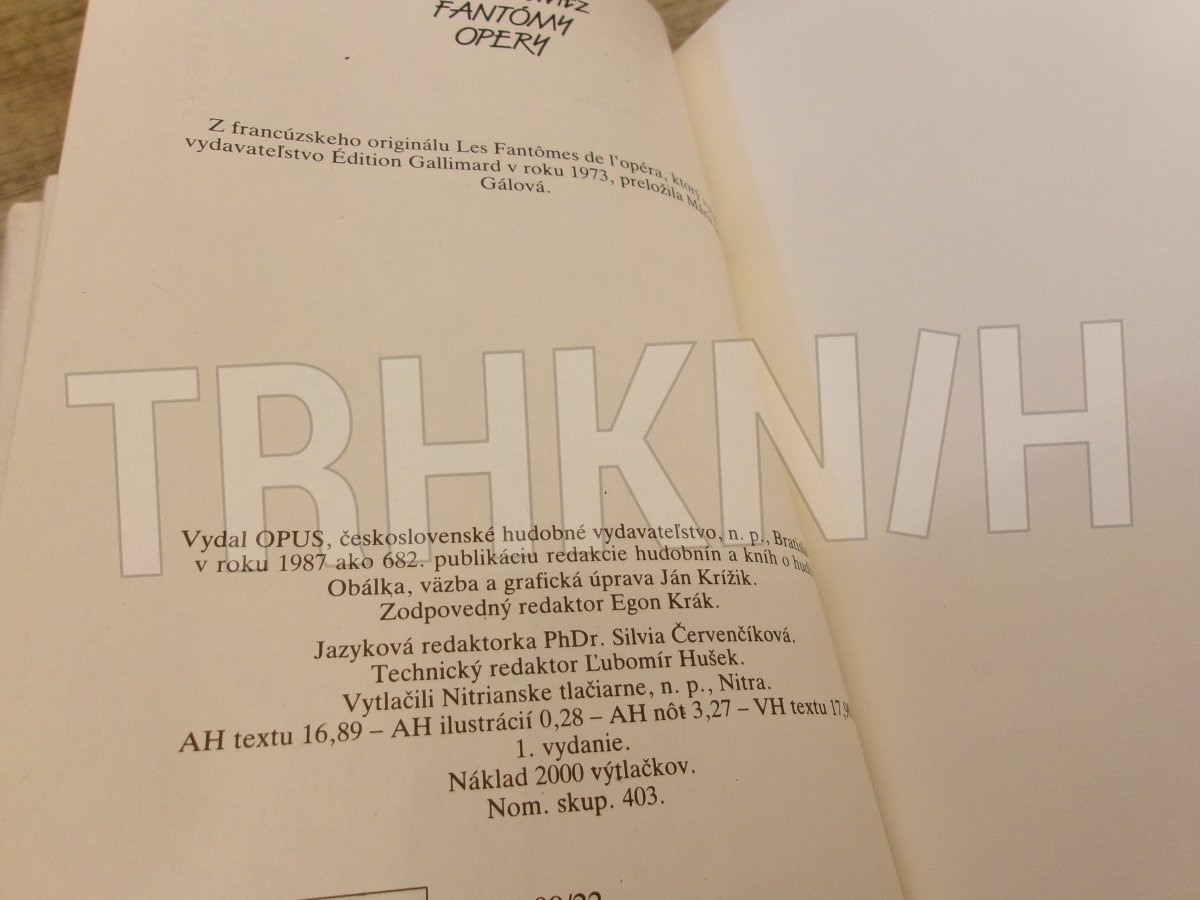 FANTÓMY
OPERY
Z francúzskeho originálu Les Fantômes de l'opéra, ktorý
vydavateľstvo Édition Gallimard v roku 1973, preložila Mária
Gálová.
TRHKN/H
Vydal OPUS, československé hudobné vydavateľstvo, n. p.,
v roku 1987 ako 682. publikáciu redakcie hudobnín a kníh o
Obálka, väzba a grafická úprava Ján Krížik.
Zodpovedný redaktor Egon Krák.
Jazyková redaktorka PhDr. Silvia Červenčíková.
Technický redaktor Ľubomír Hušek.
Vytlačili Nitrianske tlačiarne, n. p., Nitra.
AH textu 16,89 – AH ilustrácií 0,28 – AH nôt 3,27 – VH textu
1. vydanie.
Náklad 2000 výtlačkov.
Nom. skup. 403.